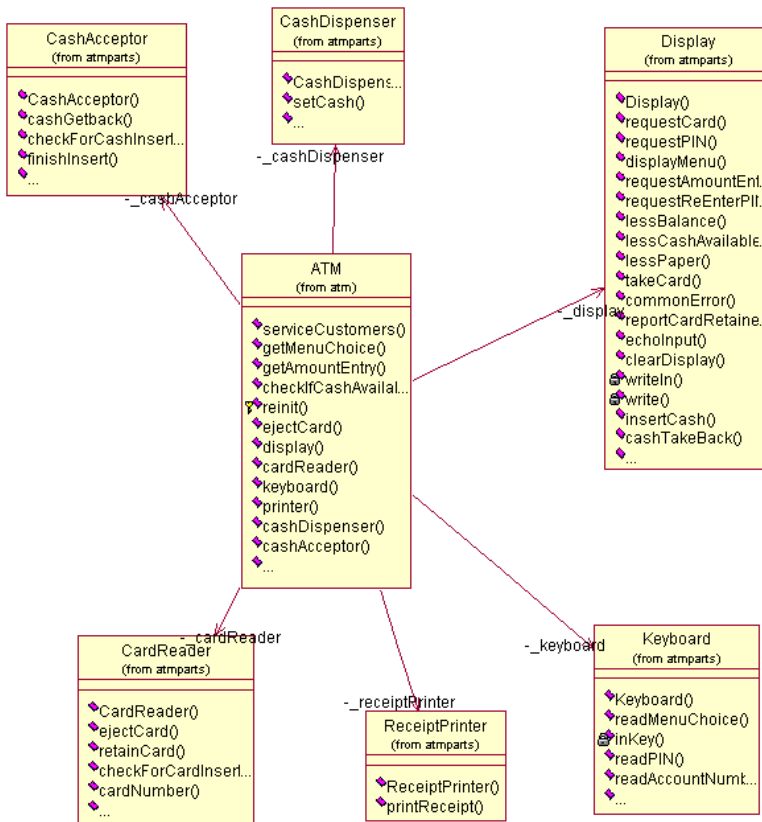 CashAcceptor
(from atmparts)
CashAcceptor()
cashGetback()
checkForCashInsert...
finishInsert()
...
CashDispenser
(from atmparts)
CashDispens...
setCash()
...
Display
(from atmparts)
Display()
requestCard()
requestPIN()
displayMenu()
requestAmountEnt...
requestReEnterPI...
lessBalance()
lessCashAvailable...
lessPaper()
takeCard()
commonError()
reportCardRetaine...
echoInput()
clearDisplay()
writeln()
write()
insertCash()
cashTakeBack()
...
-_cashAcceptor
-_cashDispenser
-_display
ATM
(from atm)
serviceCustomers()
getMenuChoice()
getAmountEntry()
checkIfCashAvailal...
reinit()
ejectCard()
display()
cardReader()
keyboard()
printer()
cashDispenser()
cashAcceptor()
...
-_cardReader
-_receiptPrinter
-_keyboard
CardReader
(from atmparts)
CardReader()
ejectCard()
retainCard()
checkForCardInsert...
cardNumber()
...
ReceiptPrinter
(from atmparts)
ReceiptPrinter()
printReceipt()
Keyboard
(from atmparts)
Keyboard()
readMenuChoice()
inKey()
readPIN()
readAccountNumb...
...